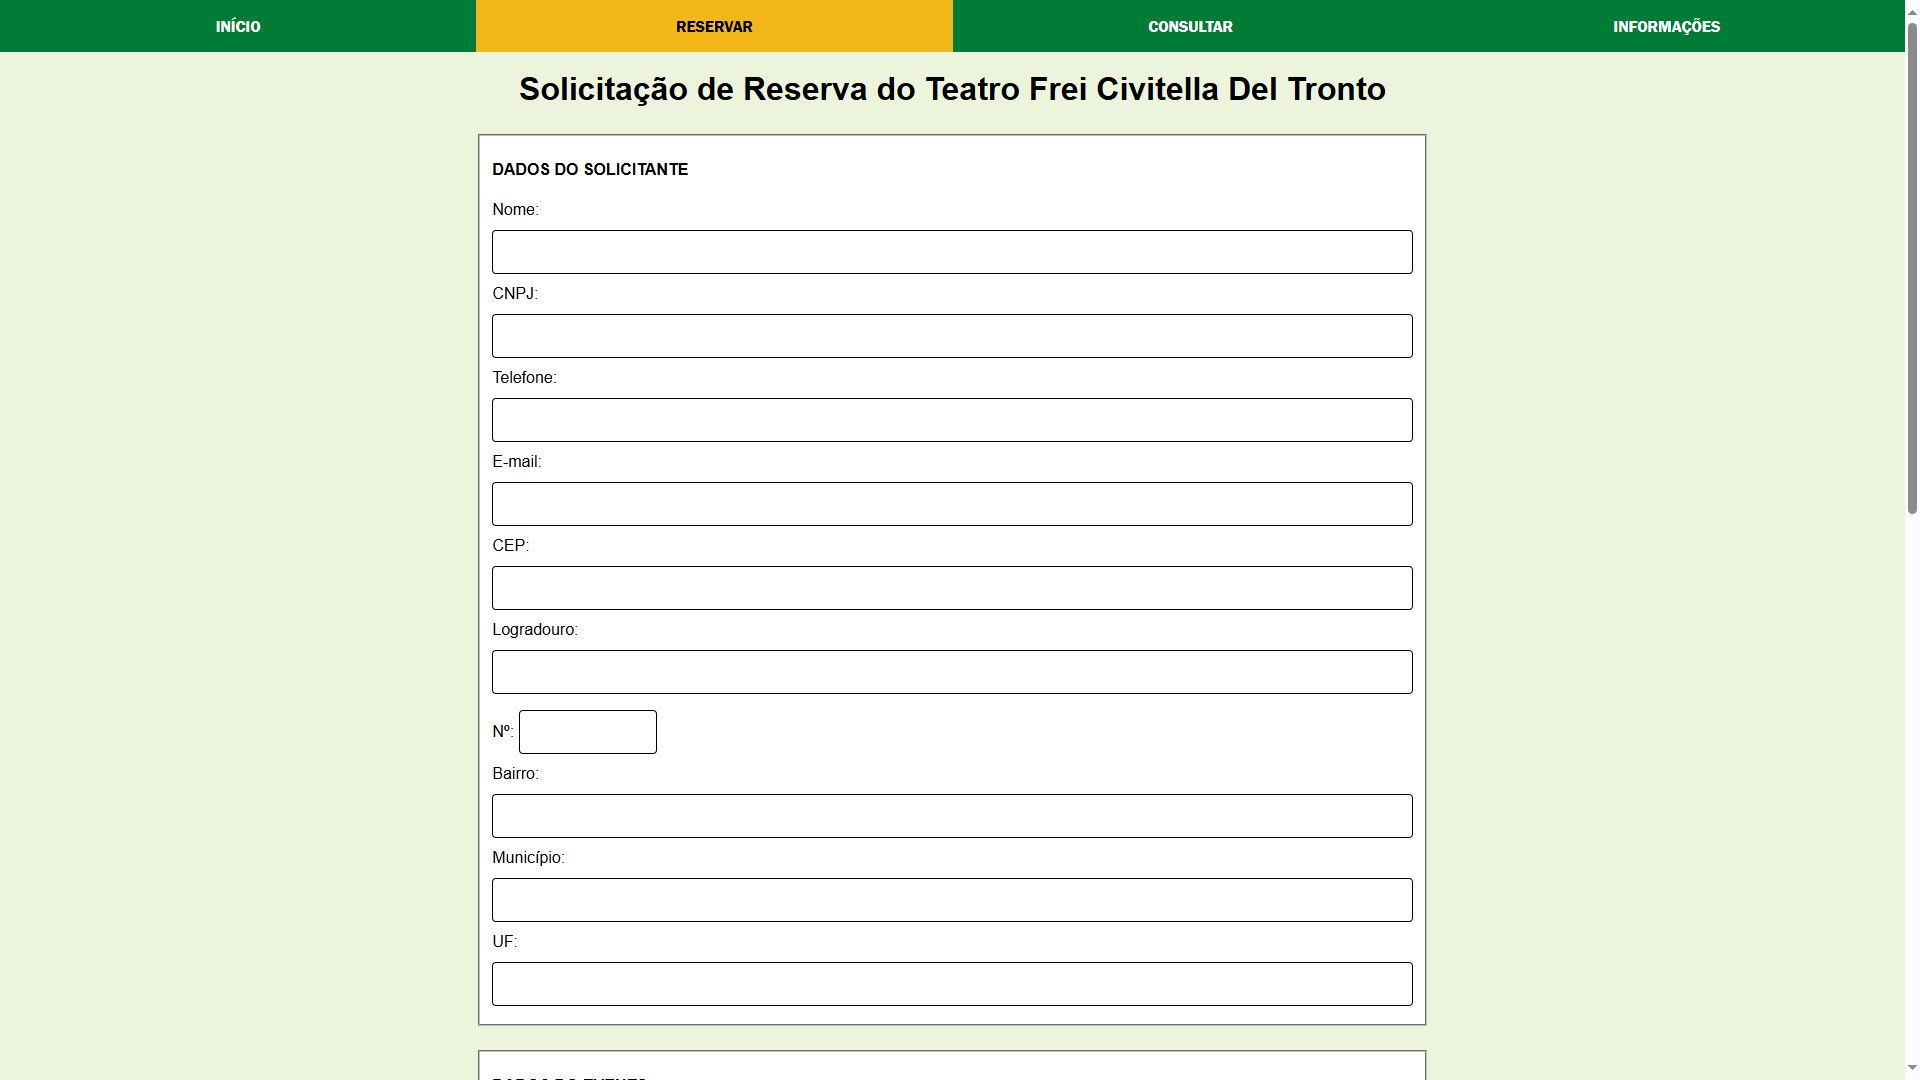 INÍCIO
RESERVAR
CONSULTAR
INFORMAÇÕES
Solicitação de Reserva do Teatro Frei Civitella Del Tronto
DADOS DO SOLICITANTE
Nome:
CNPJ:
Telefone:
E-mail:
CEP:
Logradouro:
Nº:
Bairro:
Município:
UF: